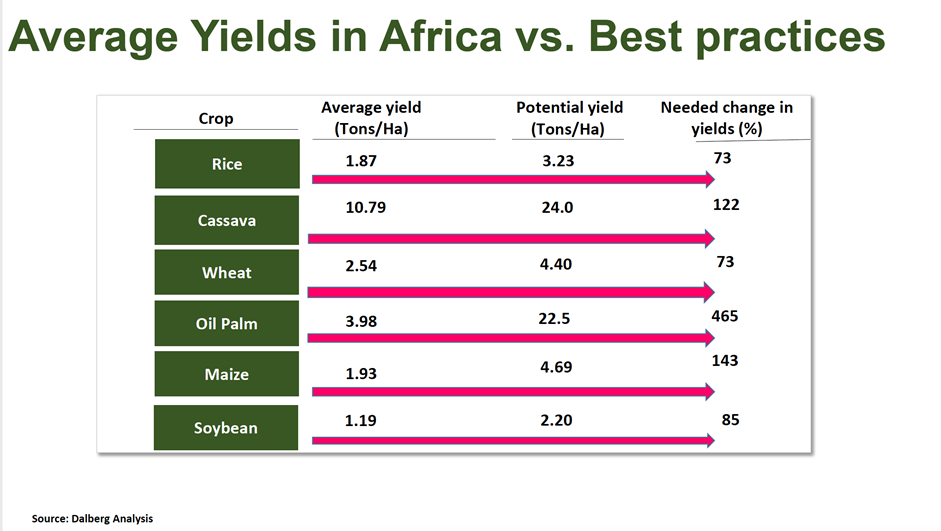 Average Yields in Africa vs. Best practices
Crop
Average yield
(Tons/Ha)
Potential yield
(Tons/Ha)
Needed change in
yields (%)
Rice 1.87 3.23 73
Cassava 10.79 24.0 122
Wheat 2.54 4.40 73
Oil Palm 3.98 22.5 465
Maize 1.93 4.69 143
Soybean 1.19 2.20 85
Source: Dalberg Analysis